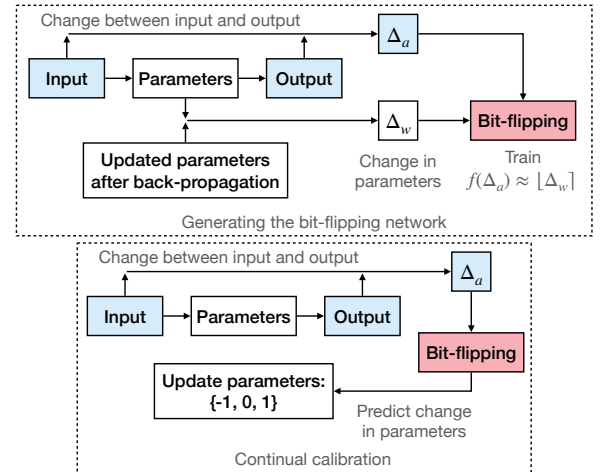 Change between input and output
Δa
Input
Parameters
Output
Δw
Bit-flipping
Updated parameters
after back-propagation
Change in
parameters
Train
f(Δa) ≈ ⌊Δw⌉
Generating the bit-flipping network
Change between input and output
Δa
Input
Parameters
Output
Bit-flipping
Update parameters:
{-1, 0, 1}
Predict change
in parameters
Continual calibration